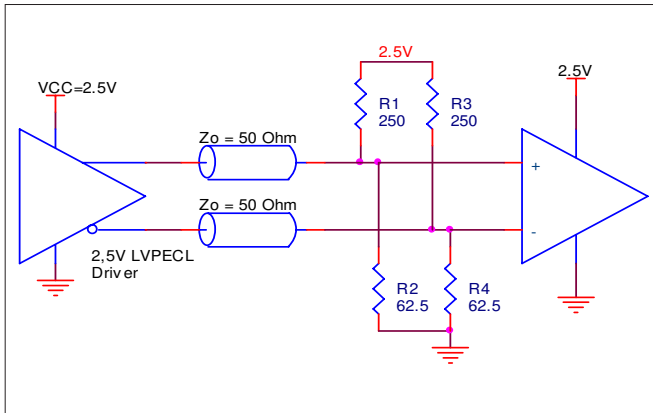 2.5V
VCC=2.5V
2.5V
R1
250
R3
250
Zo = 50 Ohm
+
Zo = 50 Ohm
-
2,5V LVPECL
Driver
R2
62.5
R4
62.5